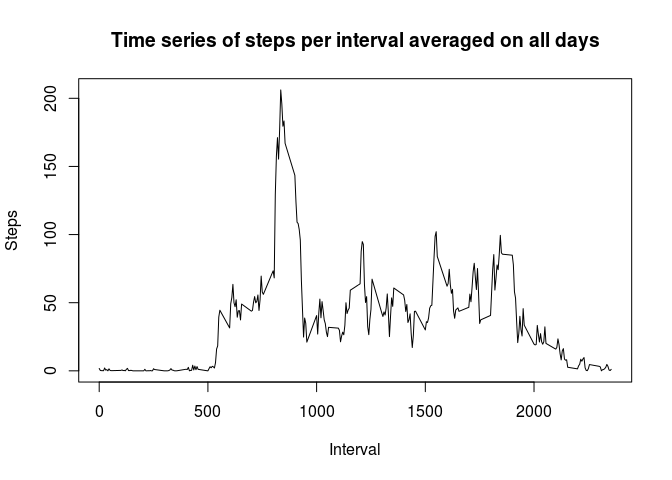 Time series of steps per interval averaged on all days
Steps
200
150
100
50
0
0 500 1000 1500 2000
Interval